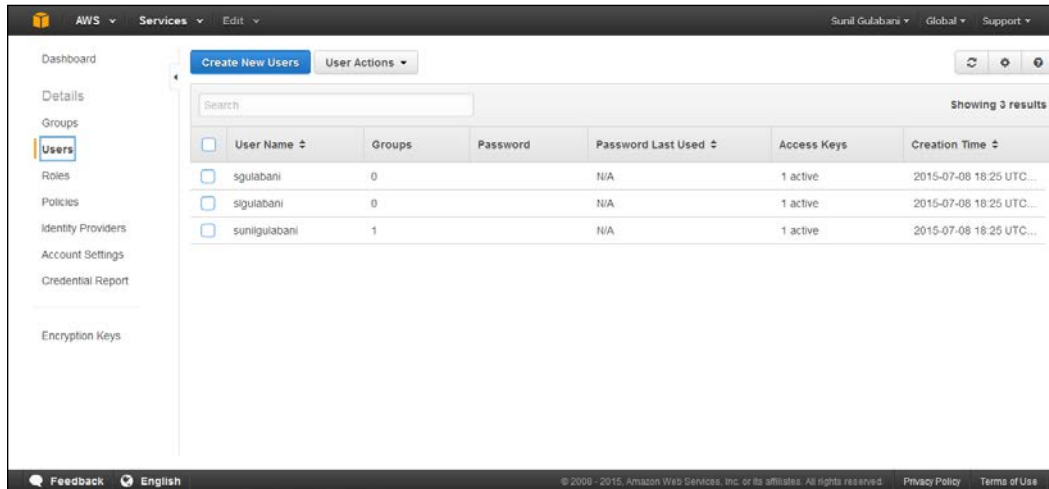 AWS Services Edit Sunil Gulabani Global Support
Dashboard
Details
Groups
Users
Roles
Policies
Identity Providers
Account Settings
Credential Report
Encryption Keys
Create New Users User Actions
Search Showing 3 results
User Name Groups Password Password Last Used Access Keys Creation Time
sgulabani 0 N/A 1 active 2015-07-08 18:25 UTC...
slgulabani 0 N/A 1 active 2015-07-08 18:25 UTC...
sunilgulabani 1 N/A 1 active 2015-07-08 18:25 UTC...
Feedback English © 2008 - 2015, Amazon Web Services, Inc. or its affiliates. All rights reserved. Privacy Policy Terms of Use